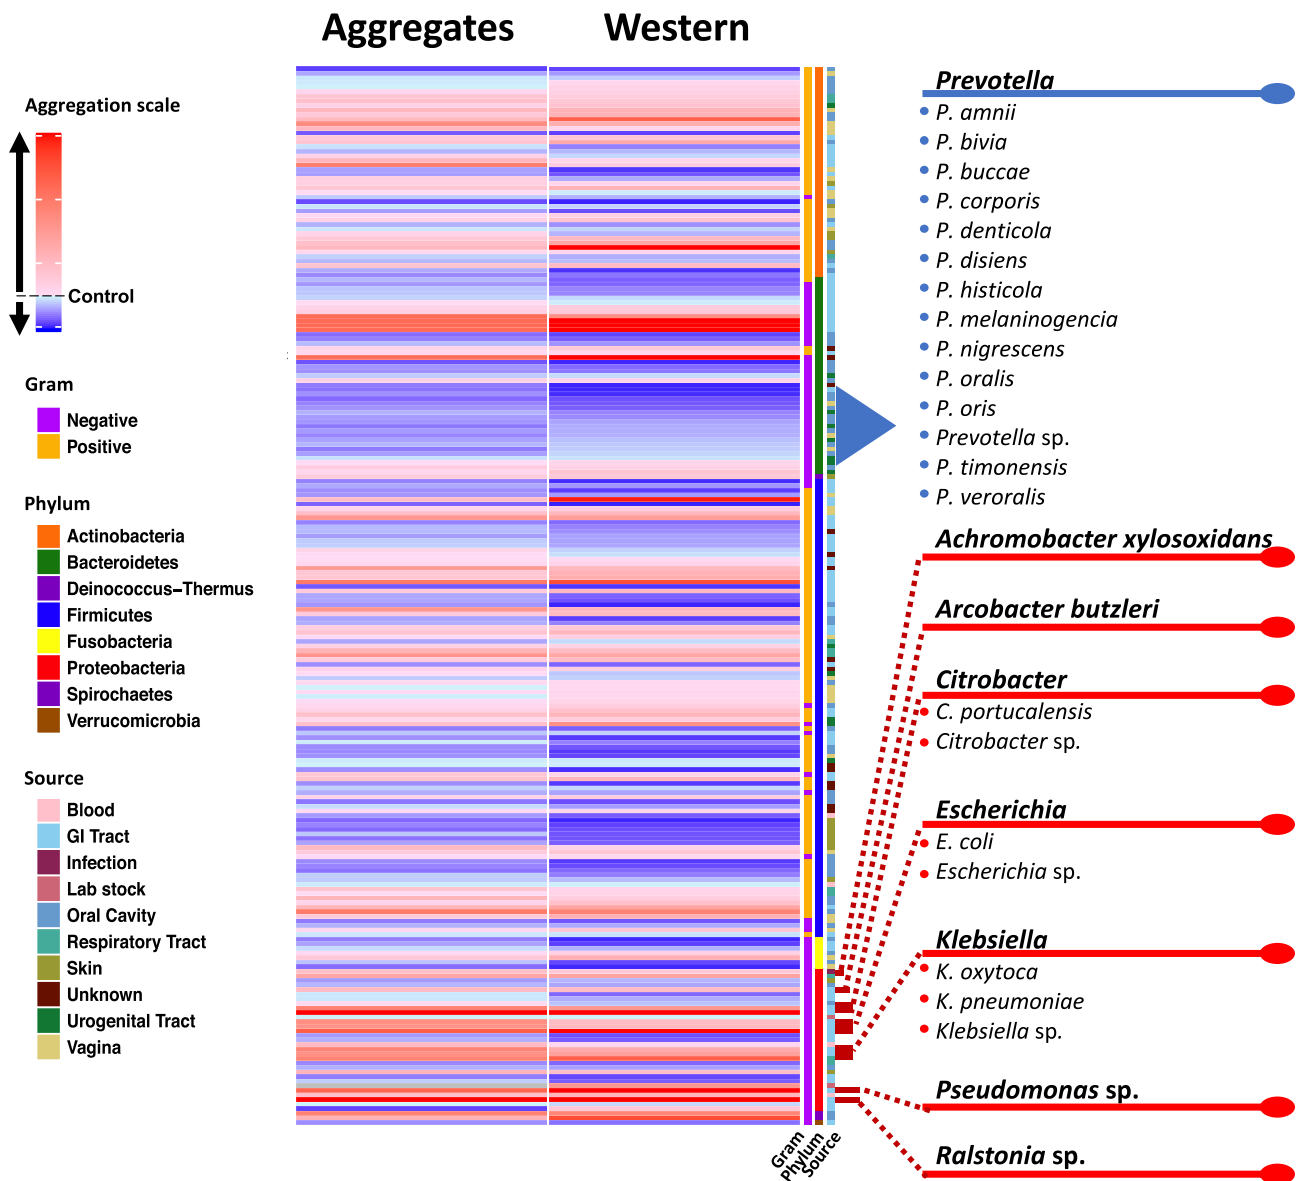 Aggregates Western
Aggregation scale
Control
Gram
Negative
Positive
Phylum
Actinobacteria
Bacteroidetes
Deinococcus–Thermus
Firmicutes
Fusobacteria
Proteobacteria
Spirochaetes
Verrucomicrobia
Source
Blood
GI Tract
Infection
Lab stock
Oral Cavity
Respiratory Tract
Skin
Unknown
Urogenital Tract
Vagina
Gram
Phylum
Source
Prevotella
• P. amnii
• P. bivia
• P. buccae
• P. corporis
• P. denticola
• P. disiens
• P. histicola
• P. melaninogencia
• P. nigrescens
• P. oralis
• P. oris
• Prevotella sp.
• P. timonensis
• P. veroralis
Achromobacter xylosoxidans
Arcobacter butzleri
Citrobacter
• C. portucalensis
• Citrobacter sp.
Escherichia
• E. coli
• Escherichia sp.
Klebsiella
• K. oxytoca
• K. pneumoniae
• Klebsiella sp.
Pseudomonas sp.
Ralstonia sp.